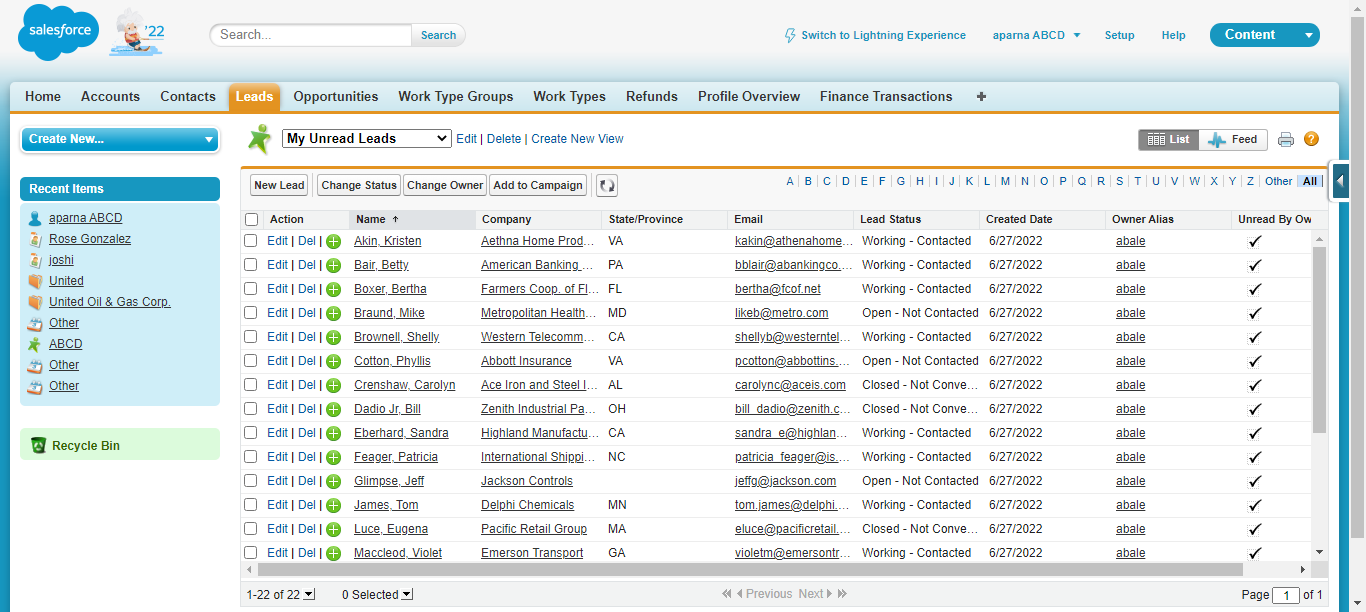 salesforce
'22
Search... Search
Switch to Lightning Experience aparna ABCD Setup Help Content
Home Accounts Contacts Leads Opportunities Work Type Groups Work Types Refunds Profile Overview Finance Transactions +
Create New...
Recent Items
aparna ABCD
Rose Gonzalez
joshi
United
United Oil & Gas Corp.
Other
ABCD
Other
Other
Recycle Bin
My Unread Leads Edit | Delete | Create New View List Feed ?
New Lead Change Status Change Owner Add to Campaign A B C D E F G H I J K L M N O P Q R S T U V W X Y Z Other All
Action Name Company State/Province Email Lead Status Created Date Owner Alias Unread By Ow
Edit | Del | Akin, Kristen Aethna Home Prod... VA kakin@athenahome... Working - Contacted 6/27/2022 abale
Edit | Del | Bair, Betty American Banking ... PA bblair@abankingco.... Working - Contacted 6/27/2022 abale
Edit | Del | Boxer, Bertha Farmers Coop. of Fl... FL bertha@fcof.net Working - Contacted 6/27/2022 abale
Edit | Del | Braund, Mike Metropolitan Health... MD likeb@metro.com Open - Not Contacted 6/27/2022 abale
Edit | Del | Brownell, Shelly Western Telecomm... CA shellyb@westerntel... Working - Contacted 6/27/2022 abale
Edit | Del | Cotton, Phyllis Abbott Insurance VA pcotton@abbottins... Open - Not Contacted 6/27/2022 abale
Edit | Del | Crenshaw, Carolyn Ace Iron and Steel I... AL carolync@aceis.com Closed - Not Conve... 6/27/2022 abale
Edit | Del | Dadio Jr, Bill Zenith Industrial Pa... OH bill_dadio@zenith.c... Closed - Not Conve... 6/27/2022 abale
Edit | Del | Eberhard, Sandra Highland Manufactu... CA sandra_e@highlan... Working - Contacted 6/27/2022 abale
Edit | Del | Feager, Patricia International Shippi... NC patricia_feager@is... Working - Contacted 6/27/2022 abale
Edit | Del | Glimpse, Jeff Jackson Controls jeffg@jackson.com Open - Not Contacted 6/27/2022 abale
Edit | Del | James, Tom Delphi Chemicals MN tom.james@delphi.... Working - Contacted 6/27/2022 abale
Edit | Del | Luce, Eugena Pacific Retail Group MA eluce@pacificretail.... Closed - Not Conve... 6/27/2022 abale
Edit | Del | Maccleod, Violet Emerson Transport GA violetm@emersontr... Working - Contacted 6/27/2022 abale
1-22 of 22 0 Selected Previous Next Page 1 of 1